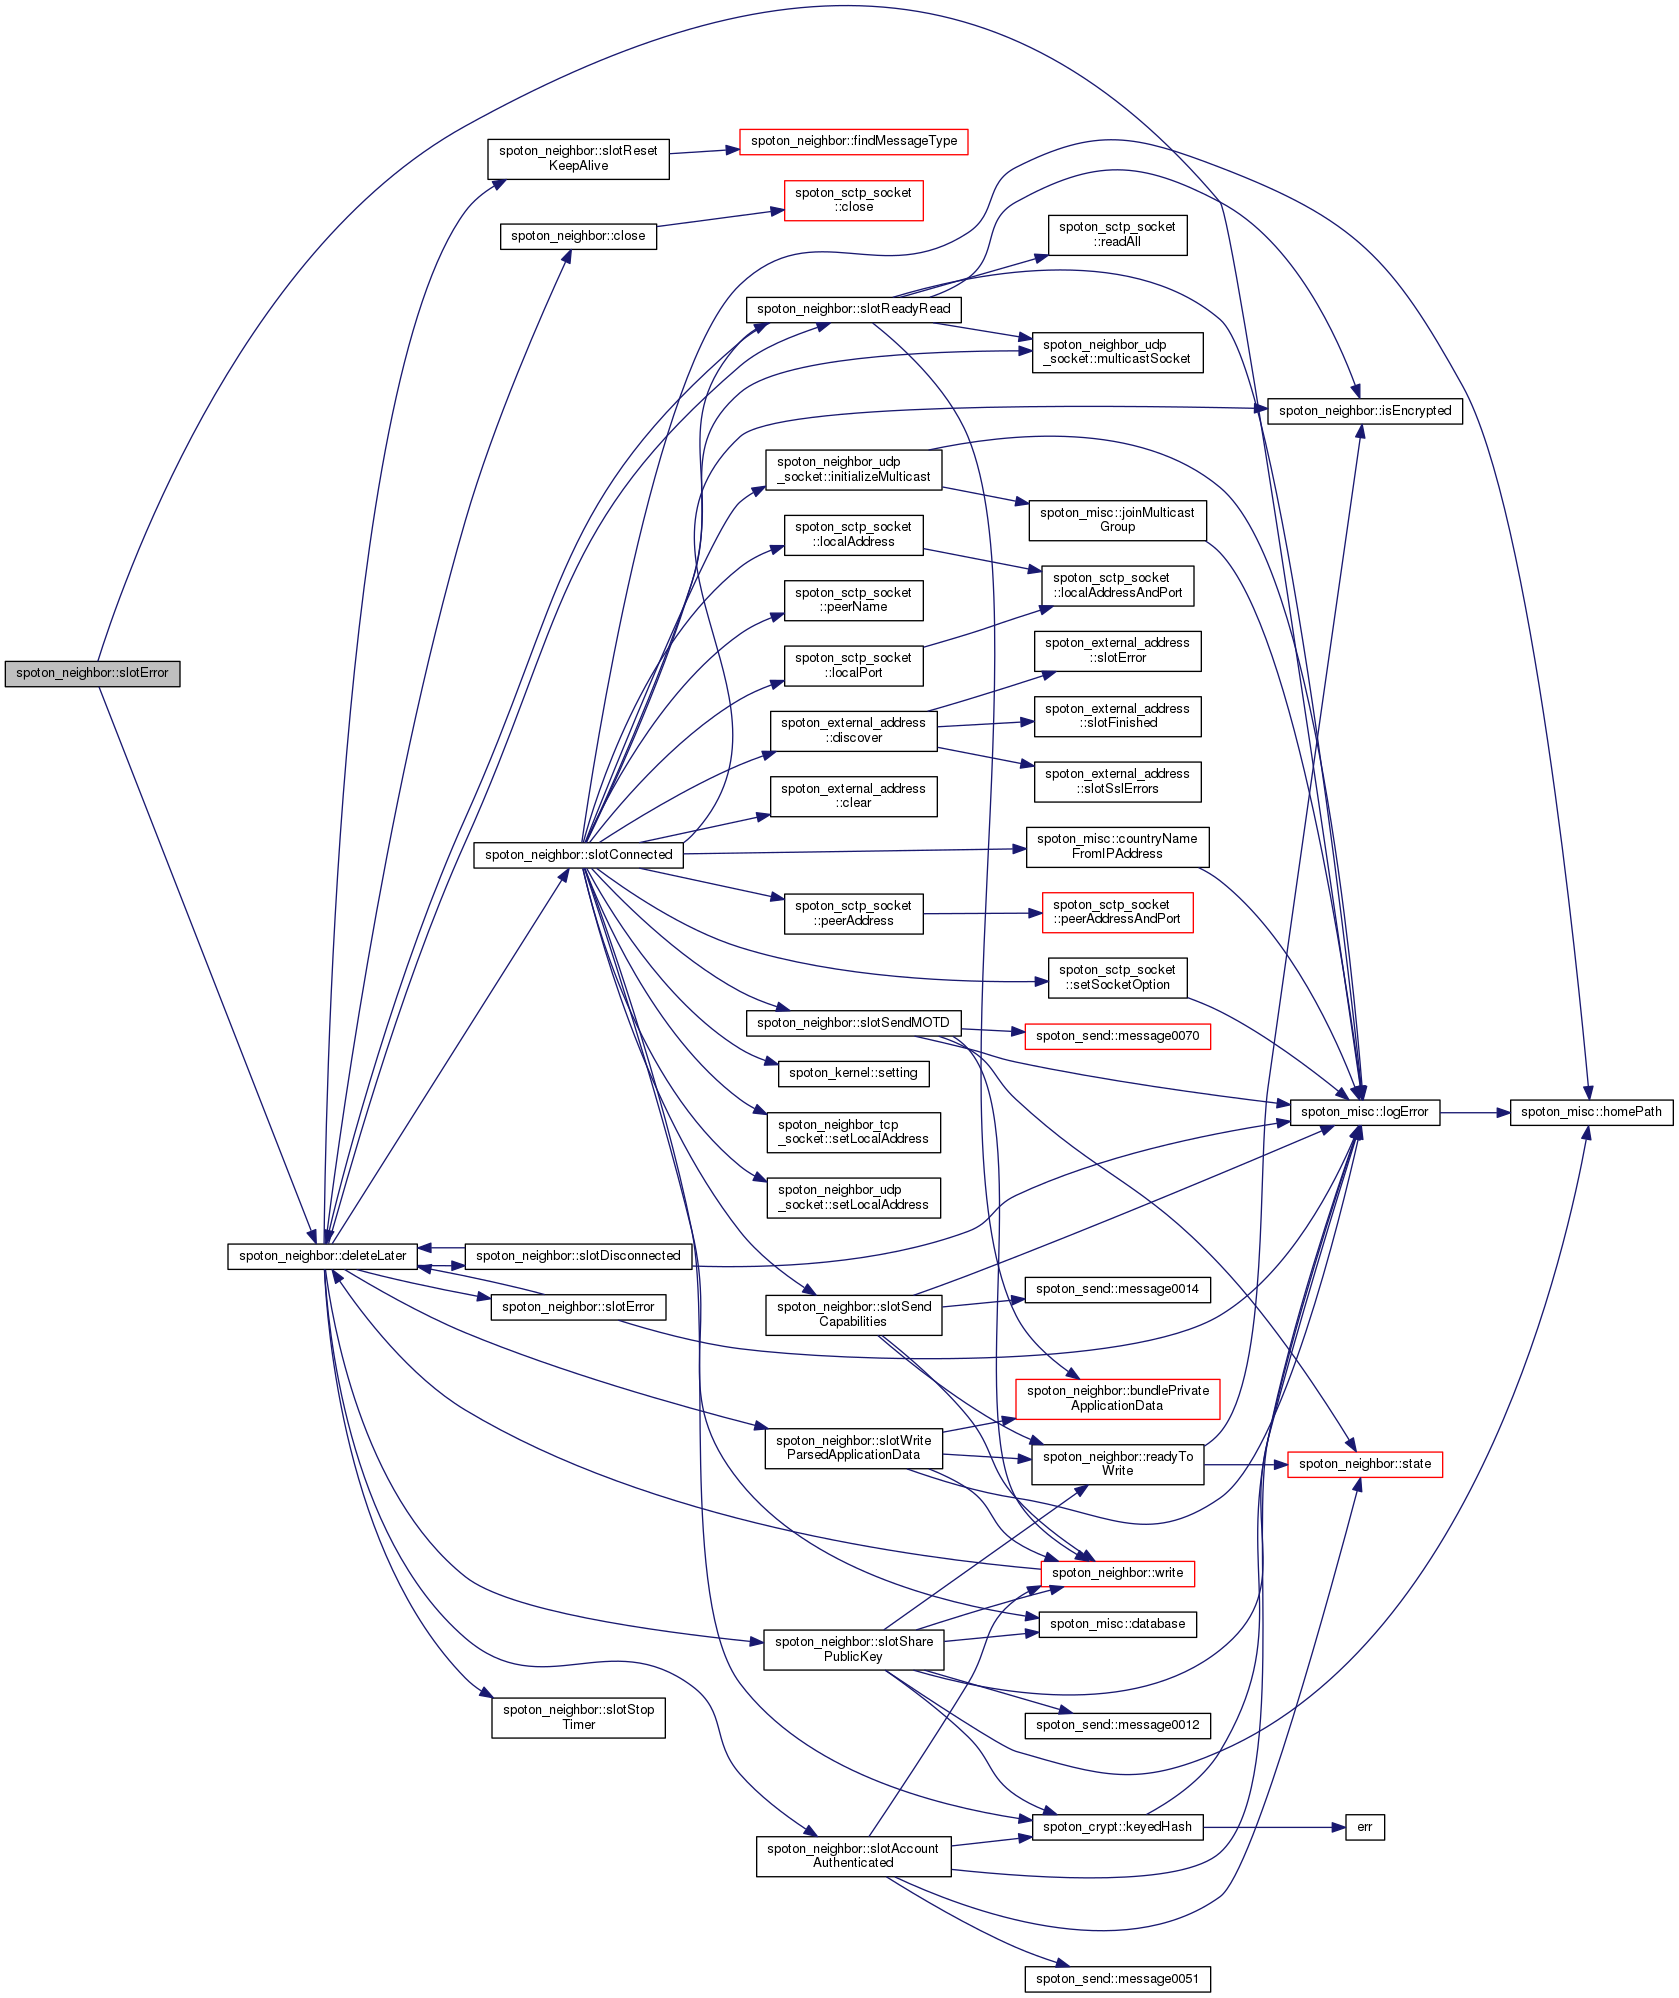 spoton_neighbor::slotError
spoton_neighbor::deleteLater
spoton_neighbor::slotReset
KeepAlive
spoton_neighbor::close
spoton_neighbor::slotConnected
spoton_neighbor::slotDisconnected
spoton_neighbor::slotError
spoton_neighbor::slotStop
Timer
spoton_neighbor::findMessageType
spoton_sctp_socket
::close
spoton_neighbor::slotReadyRead
spoton_neighbor_udp
_socket::initializeMulticast
spoton_sctp_socket
::localAddress
spoton_sctp_socket
::peerName
spoton_sctp_socket
::localPort
spoton_external_address
::discover
spoton_external_address
::clear
spoton_sctp_socket
::peerAddress
spoton_neighbor::slotSendMOTD
spoton_kernel::setting
spoton_neighbor_tcp
_socket::setLocalAddress
spoton_neighbor_udp
_socket::setLocalAddress
spoton_neighbor::slotSend
Capabilities
spoton_neighbor::slotWrite
ParsedApplicationData
spoton_neighbor::slotShare
PublicKey
spoton_neighbor::slotAccount
Authenticated
spoton_sctp_socket
::readAll
spoton_neighbor_udp
_socket::multicastSocket
spoton_misc::joinMulticast
Group
spoton_sctp_socket
::localAddressAndPort
spoton_external_address
::slotError
spoton_external_address
::slotFinished
spoton_external_address
::slotSslErrors
spoton_misc::countryName
FromIPAddress
spoton_sctp_socket
::peerAddressAndPort
spoton_sctp_socket
::setSocketOption
spoton_send::message0070
spoton_send::message0014
spoton_neighbor::bundlePrivate
ApplicationData
spoton_neighbor::readyTo
Write
spoton_neighbor::write
spoton_misc::database
spoton_send::message0012
spoton_crypt::keyedHash
spoton_send::message0051
spoton_neighbor::isEncrypted
spoton_misc::logError
spoton_neighbor::state
err
spoton_misc::homePath